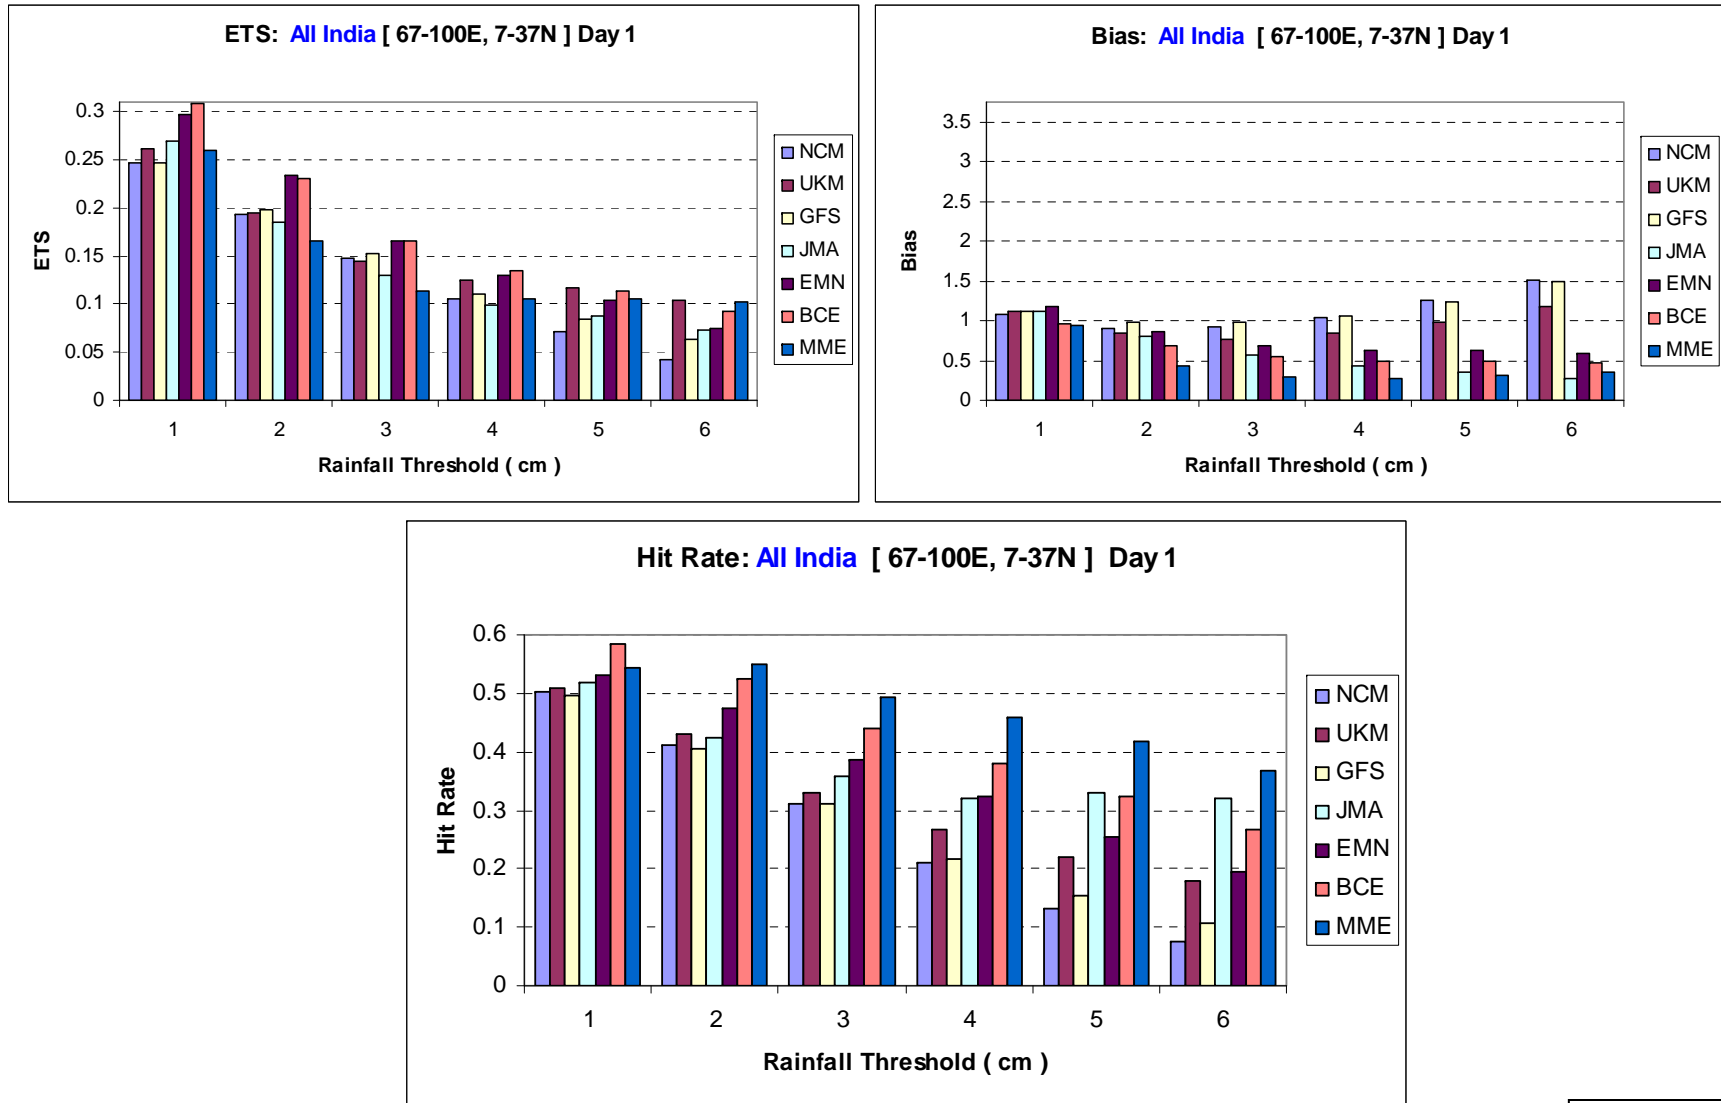 ETS: All India [ 67-100E, 7-37N ] Day 1
0.3
0.25
0.2
0.15
0.1
0.05
0
ETS
1 2 3 4 5 6
Rainfall Threshold ( cm )
NCM
UKM
GFS
JMA
EMN
BCE
MME
Bias: All India [ 67-100E, 7-37N ] Day 1
3.5
3
2.5
2
1.5
1
0.5
0
Bias
1 2 3 4 5 6
Rainfall Threshold ( cm )
NCM
UKM
GFS
JMA
EMN
BCE
MME
Hit Rate: All India [ 67-100E, 7-37N ] Day 1
0.6
0.5
0.4
0.3
0.2
0.1
0
Hit Rate
1 2 3 4 5 6
Rainfall Threshold ( cm )
NCM
UKM
GFS
JMA
EMN
BCE
MME